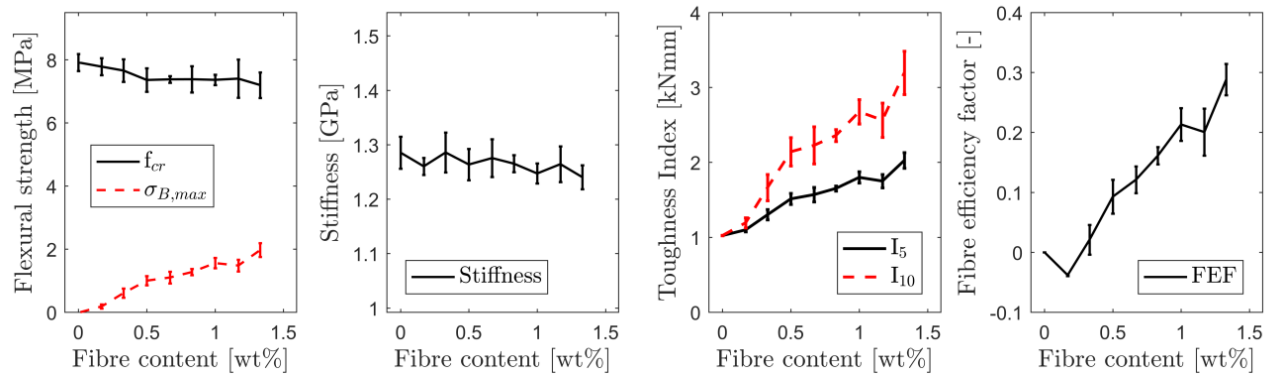 Flexural strength [MPa]
8
6
4
2
0
f_cr
σ_B,max
0 0.5 1 1.5
Fibre content [wt%]
Stiffness [GPa]
1.5
1.4
1.3
1.2
1.1
1
Stiffness
0 0.5 1 1.5
Fibre content [wt%]
Toughness Index [kNmm]
4
3
2
1
0
I_5
I_10
0 0.5 1 1.5
Fibre content [wt%]
Fibre efficiency factor [-]
0.4
0.3
0.2
0.1
0
-0.1
FEF
0 0.5 1 1.5
Fibre content [wt%]